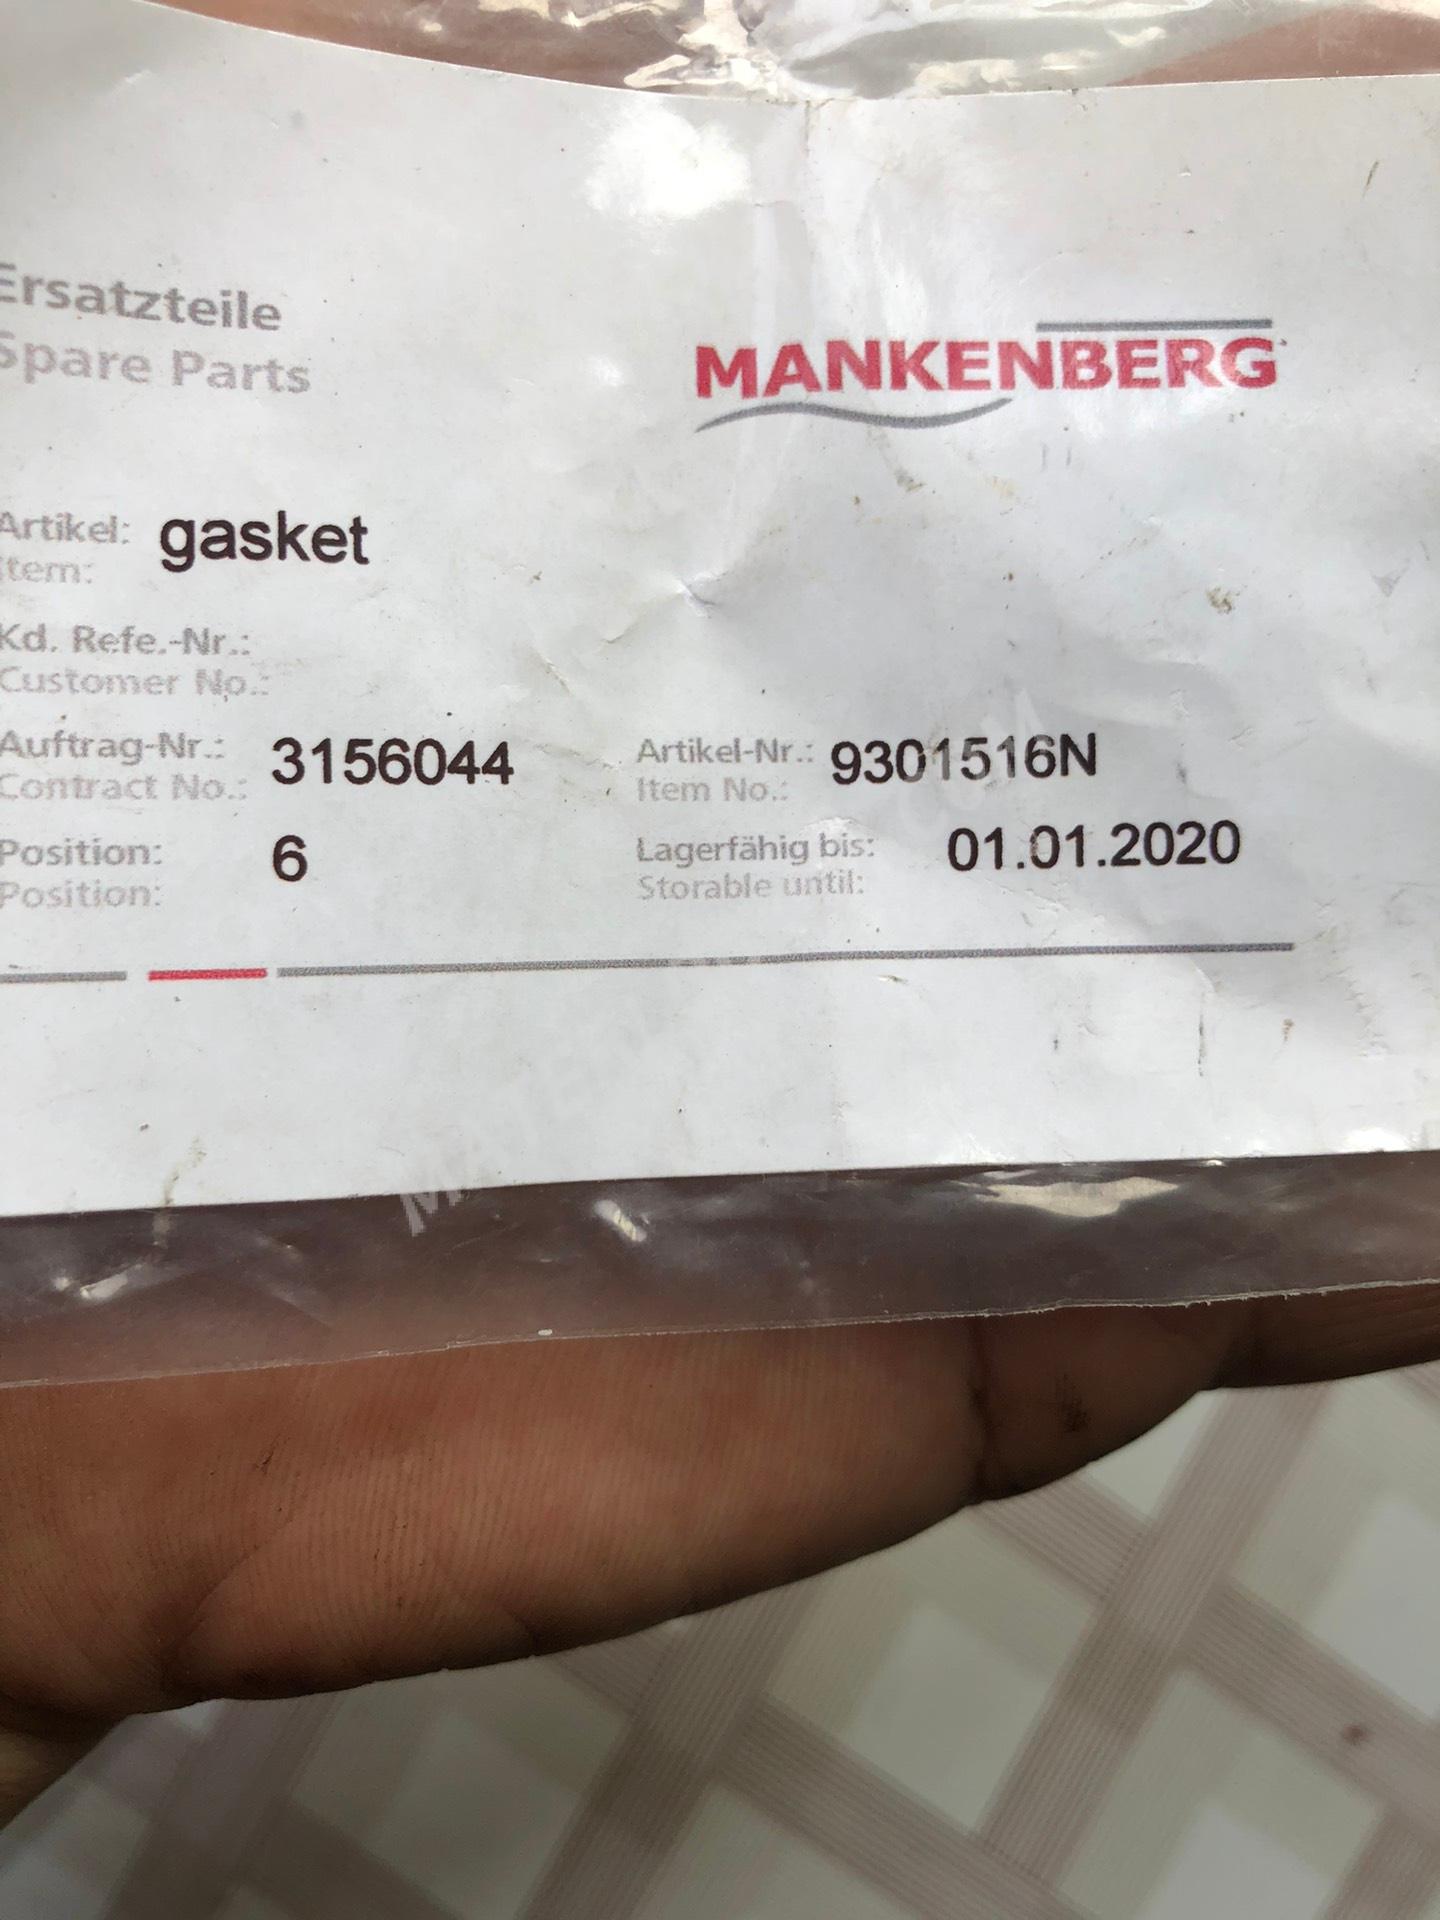 Ersatzteile
Spare Parts
MANKENBERG
Artikel: gasket
Item:
Kd. Refe.-Nr.:
Customer No.:
Auftrag-Nr.: 3156044 Artikel-Nr.: 9301516N
Contract No.: Item No.:
Position: 6 Lagerfähig bis: 01.01.2020
Position: Storable until: